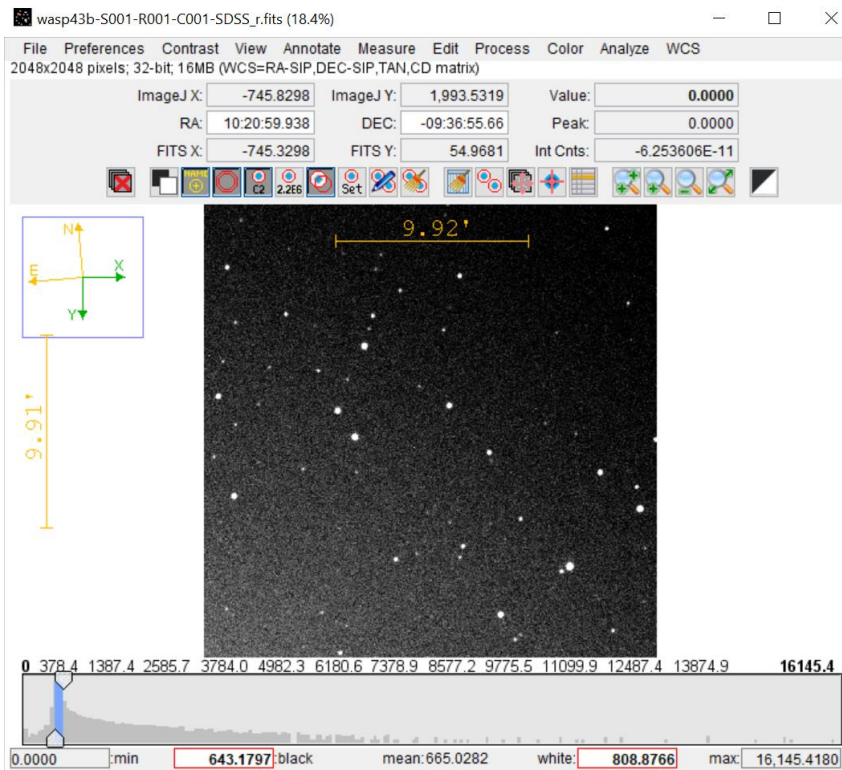 wasp43b-S001-R001-C001-SDSS_r.fits (18.4%)
File Preferences Contrast View Annotate Measure Edit Process Color Analyze WCS
2048x2048 pixels; 32-bit; 16MB (WCS=RA-SIP,DEC-SIP,TAN,CD matrix)
ImageJ X: -745.8298 ImageJ Y: 1,993.5319 Value: 0.0000
RA: 10:20:59.938 DEC: -09:36:55.66 Peak: 0.0000
FITS X: -745.3298 FITS Y: 54.9681 Int Cnts: -6.253606E-11
NAME C2 2.2E6 Set
9.92'
N
E X
Y
9.91'
0 378.4 1387.4 2585.7 3784.0 4982.3 6180.6 7378.9 8577.2 9775.5 11099.9 12487.4 13874.9 16145.4
0.0000 :min 643.1797 :black mean:665.0282 white: 808.8766 max: 16,145.4180